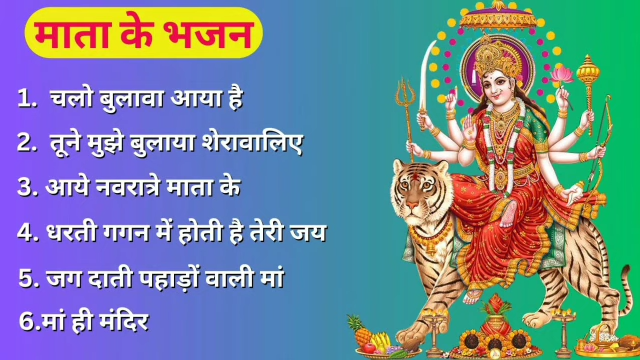 माता के भजन
1. चलो बुलावा आया है
2. तूने मुझे बुलाया शेरावालिए
3. आये नवरात्रे माता के
4. धरती गगन में होती है तेरी जय
5. जग दाती पहाड़ों वाली मां
6.मां ही मंदिर